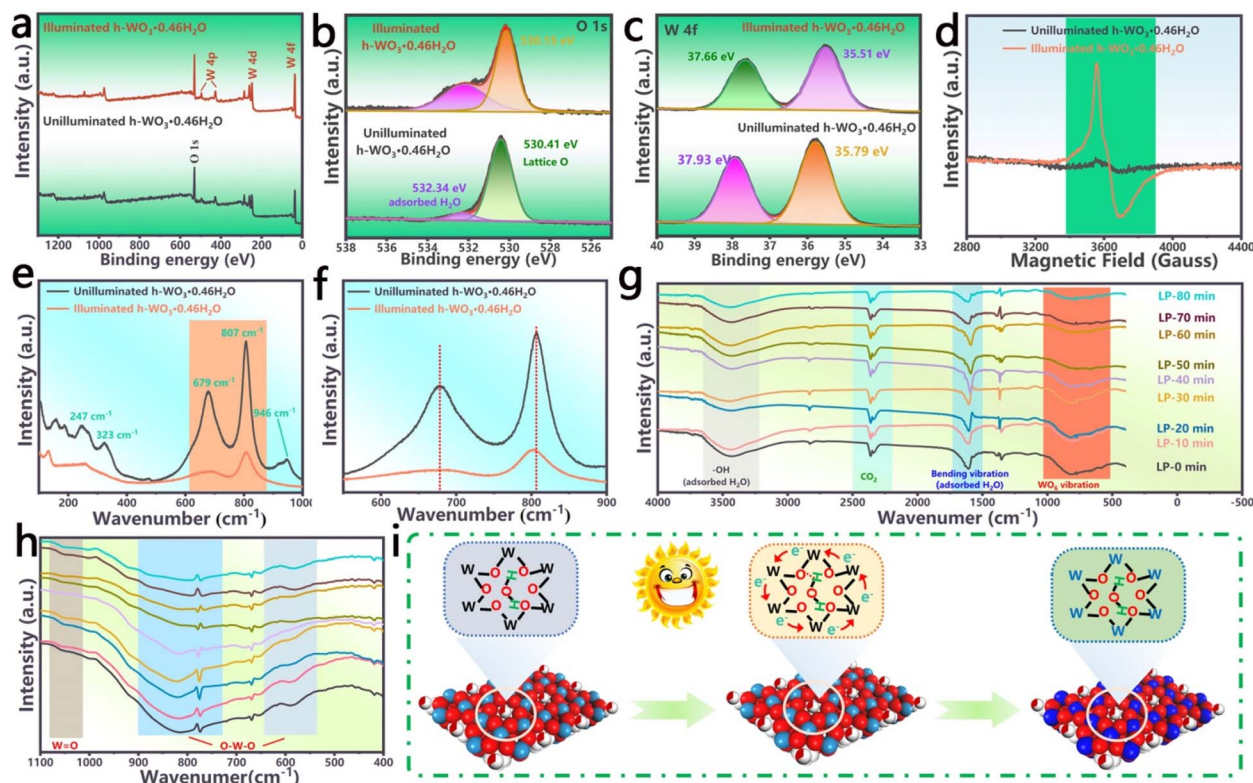 a
Intensity (a.u.)
Illuminated h-WO₃•0.46H₂O
W 4p
W 4d
W 4f
Unilluminated h-WO₃•0.46H₂O
O 1s
1200 1000 800 600 400 200 0
Binding energy (eV)
b
Intensity (a.u.)
O 1s
Illuminated
h-WO₃•0.46H₂O
Unilluminated
h-WO₃•0.46H₂O
530.41 eV
Lattice O
532.34 eV
adsorbed H₂O
538 536 534 532 530 528 526
Binding energy (eV)
c
Intensity (a.u.)
W 4f
37.66 eV
35.51 eV
Unilluminated h-WO₃•0.46H₂O
37.93 eV
35.79 eV
40 39 38 37 36 35 34 33
Binding energy (eV)
d
Intensity (a.u.)
Unilluminated h-WO₃•0.46H₂O
Illuminated h-WO₃•0.46H₂O
2800 3200 3600 4000 4400
Magnetic Field (Gauss)
e
Intensity (a.u.)
Unilluminated h-WO₃•0.46H₂O
Illuminated h-WO₃•0.46H₂O
807 cm⁻¹
679 cm⁻¹
946 cm⁻¹
247 cm⁻¹
323 cm⁻¹
200 400 600 800 1000
Wavenumber (cm⁻¹)
f
Intensity (a.u.)
Unilluminated h-WO₃•0.46H₂O
Illuminated h-WO₃•0.46H₂O
600 700 800 900
Wavenumber (cm⁻¹)
g
Intensity (a.u.)
LP-80 min
LP-70 min
LP-60 min
LP-50 min
LP-40 min
LP-30 min
LP-20 min
LP-10 min
LP-0 min
-OH
(adsorbed H₂O)
CO₂
Bending vibration
(adsorbed H₂O)
WO₆ vibration
4000 3500 3000 2500 2000 1500 1000 500 0 -500
Wavenumer (cm⁻¹)
h
Intensity (a.u.)
W=O
O-W-O
1100 1000 900 800 700 600 500 400
Wavenumer(cm⁻¹)
i
W
W W
O H O
O O O
W O H O W
W
e⁻ W e⁻
W W
O H O
e⁻ O O O e⁻
W O H O W
e⁻ W e⁻
W
W W
O H O
O O O
W O H O W
W